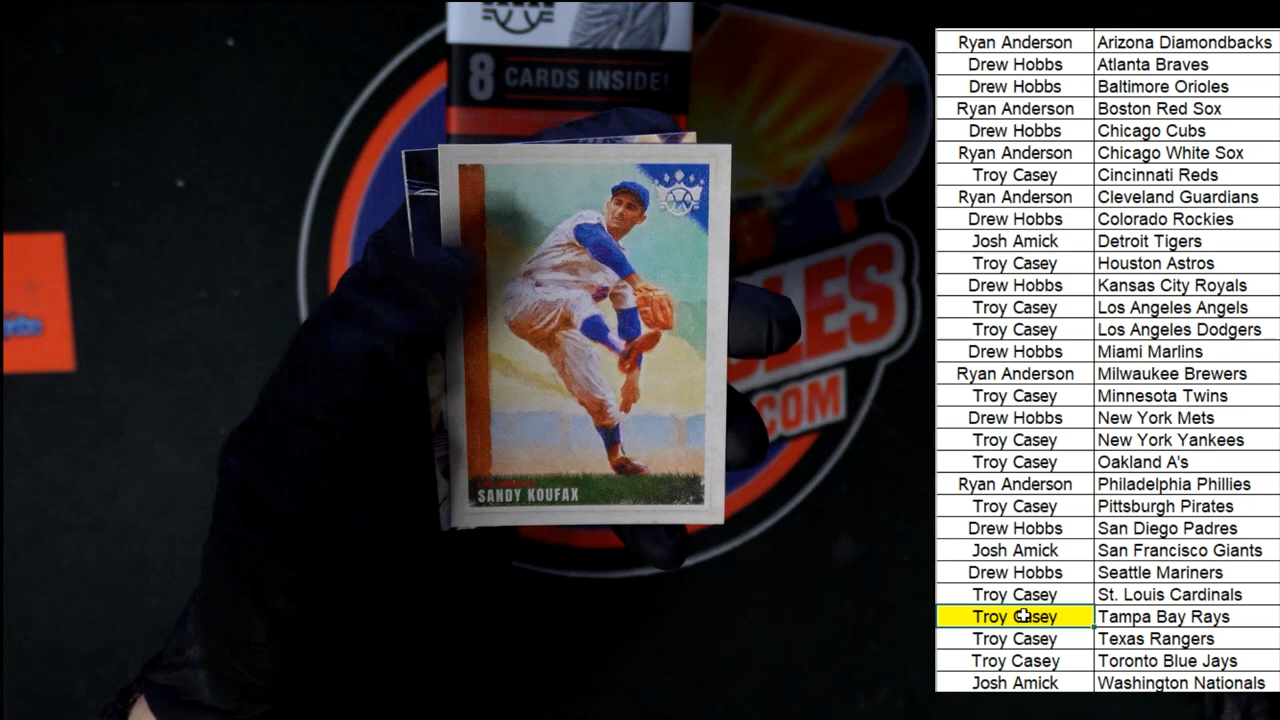 8 CARDS INSIDE!
LES
.COM
SANDY KOUFAX
Ryan Anderson Arizona Diamondbacks
Drew Hobbs Atlanta Braves
Drew Hobbs Baltimore Orioles
Ryan Anderson Boston Red Sox
Drew Hobbs Chicago Cubs
Ryan Anderson Chicago White Sox
Troy Casey Cincinnati Reds
Ryan Anderson Cleveland Guardians
Drew Hobbs Colorado Rockies
Josh Amick Detroit Tigers
Troy Casey Houston Astros
Drew Hobbs Kansas City Royals
Troy Casey Los Angeles Angels
Troy Casey Los Angeles Dodgers
Drew Hobbs Miami Marlins
Ryan Anderson Milwaukee Brewers
Troy Casey Minnesota Twins
Drew Hobbs New York Mets
Troy Casey New York Yankees
Troy Casey Oakland A's
Ryan Anderson Philadelphia Phillies
Troy Casey Pittsburgh Pirates
Drew Hobbs San Diego Padres
Josh Amick San Francisco Giants
Drew Hobbs Seattle Mariners
Troy Casey St. Louis Cardinals
Troy Casey Tampa Bay Rays
Troy Casey Texas Rangers
Troy Casey Toronto Blue Jays
Josh Amick Washington Nationals